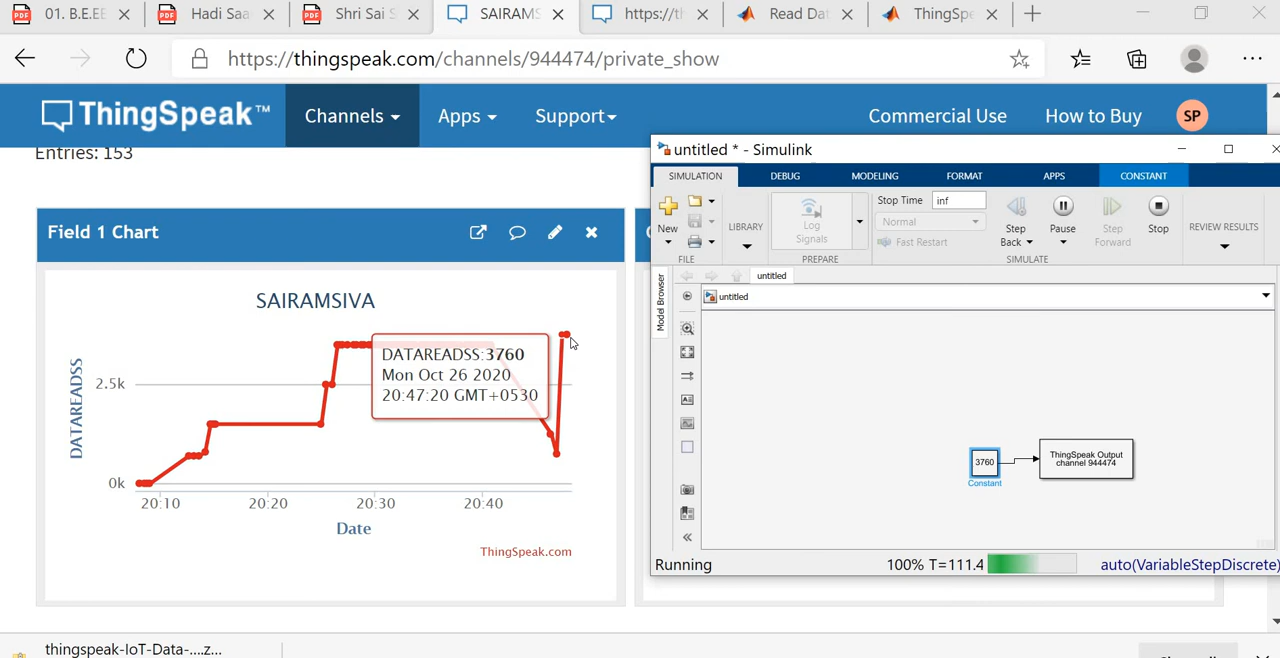 01. B.E.EE
Hadi Saa
Shri Sai S
SAIRAMS
https://th
Read Dat
ThingSpe
https://thingspeak.com/channels/944474/private_show
ThingSpeak™
Channels
Apps
Support
Commercial Use
How to Buy
SP
Entries: 153
Field 1 Chart
SAIRAMSIVA
DATAREADSS
2.5k
0k
20:10
20:20
20:30
20:40
DATAREADSS:3760
Mon Oct 26 2020
20:47:20 GMT+0530
Date
ThingSpeak.com
untitled * - Simulink
SIMULATION
DEBUG
MODELING
FORMAT
APPS
CONSTANT
New
FILE
LIBRARY
Log
Signals
PREPARE
Stop Time
inf
Normal
Fast Restart
Step
Back
Pause
Step
Forward
Stop
SIMULATE
REVIEW RESULTS
Model Browser
untitled
untitled
3760
Constant
ThingSpeak Output
channel 944474
Running
100% T=111.4
auto(VariableStepDiscrete)
thingspeak-IoT-Data-....z...